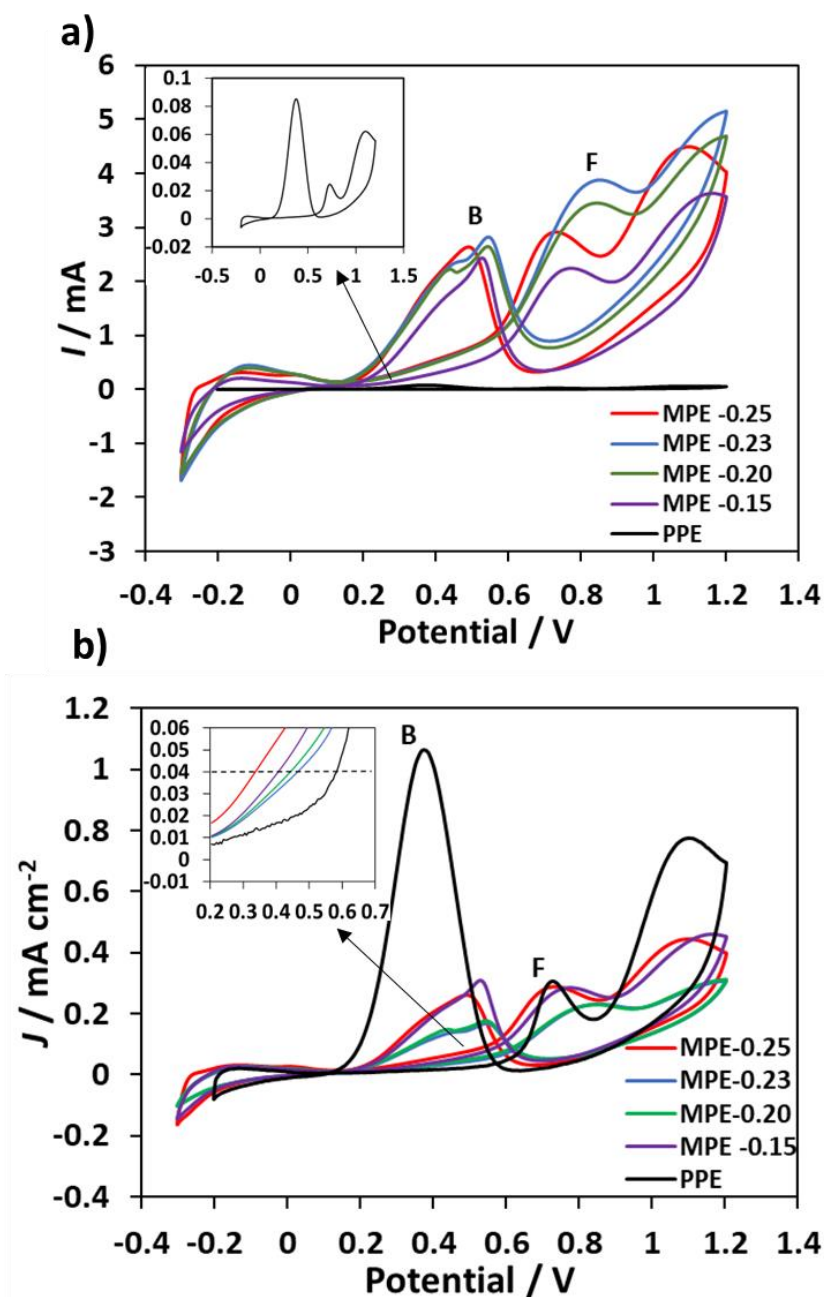 a)
6
5
4
3
2
1
0
-1
-2
-3
I / mA
0.1
0.08
0.06
0.04
0.02
0
-0.02
-0.5 0 0.5 1 1.5
B
F
MPE -0.25
MPE -0.23
MPE -0.20
MPE -0.15
PPE
-0.4 -0.2 0 0.2 0.4 0.6 0.8 1 1.2 1.4
Potential / V
b)
1.2
1
0.8
0.6
0.4
0.2
0
-0.2
-0.4
J / mA cm-2
0.06
0.05
0.04
0.03
0.02
0.01
0
-0.01
0.2 0.3 0.4 0.5 0.6 0.7
B
F
MPE-0.25
MPE-0.23
MPE-0.20
MPE -0.15
PPE
-0.4 -0.2 0 0.2 0.4 0.6 0.8 1 1.2 1.4
Potential / V